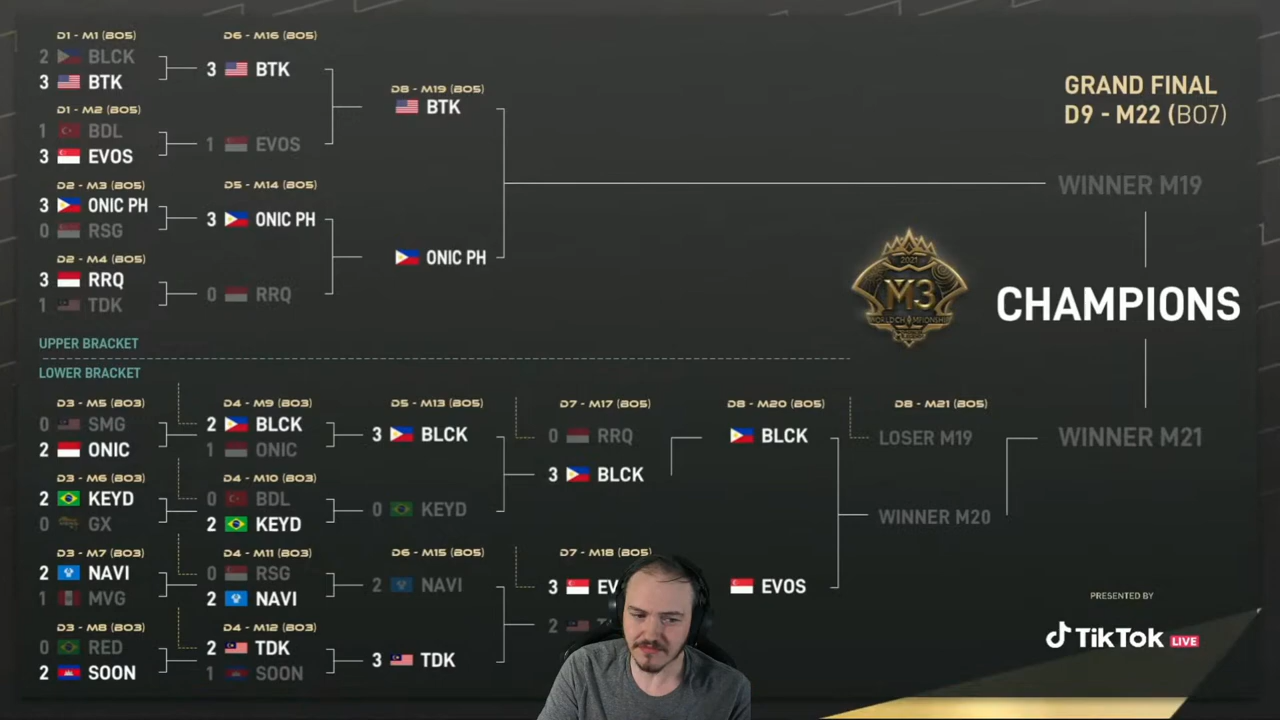 D1 - M1 (BO5)
2 BLCK
3 BTK
D1 - M2 (BO5)
1 BDL
3 EVOS
D2 - M3 (BO5)
3 ONIC PH
0 RSG
D2 - M4 (BO5)
3 RRQ
1 TDK
D6 - M16 (BO5)
3 BTK
1 EVOS
D5 - M14 (BO5)
3 ONIC PH
0 RRQ
D8 - M19 (BO5)
BTK
ONIC PH
GRAND FINAL
D9 - M22 (BO7)
WINNER M19
2021
M3
WORLD CHAMPIONSHIP
CHAMPIONS
WINNER M21
UPPER BRACKET
LOWER BRACKET
D3 - M5 (BO3)
0 SMG
2 ONIC
D3 - M6 (BO3)
2 KEYD
0 GX
D3 - M7 (BO3)
2 NAVI
1 MVG
D3 - M8 (BO3)
0 RED
2 SOON
D4 - M9 (BO3)
2 BLCK
1 ONIC
D4 - M10 (BO3)
0 BDL
2 KEYD
D4 - M11 (BO3)
0 RSG
2 NAVI
D4 - M12 (BO3)
2 TDK
1 SOON
D5 - M13 (BO5)
3 BLCK
0 KEYD
D6 - M15 (BO5)
2 NAVI
3 TDK
D7 - M17 (BO5)
0 RRQ
3 BLCK
D7 - M18 (BO5)
3 EV
2
D8 - M20 (BO5)
BLCK
EVOS
D8 - M21 (BO5)
LOSER M19
WINNER M20
PRESENTED BY
TikTok LIVE